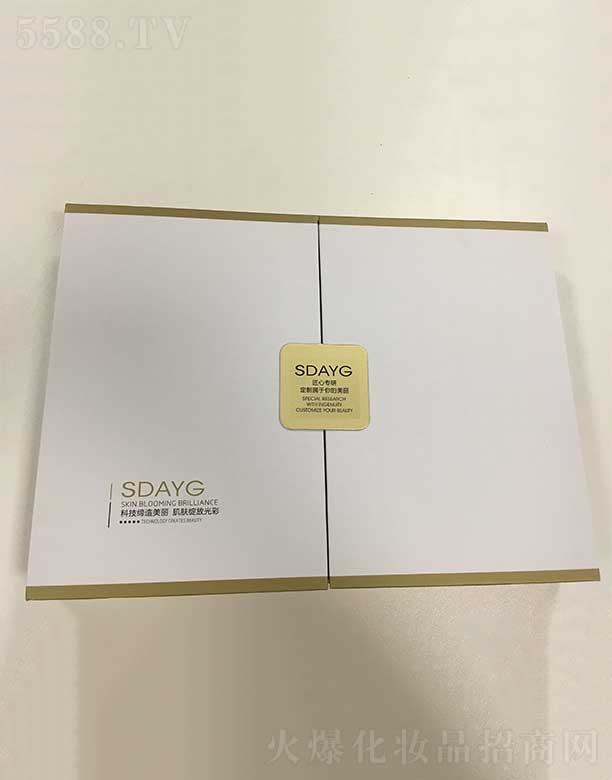 5588.TV
SDAYG
匠心专研
定制属于你的美丽
SPECIAL RESEARCH
WITH INGENUITY
CUSTOMIZE YOUR BEAUTY
SDAYG
SKIN BLOOMING BRILLIANCE
科技缔造美丽 肌肤绽放光彩
TECHNOLOGY CREATES BEAUTY
火爆化妆品招商网